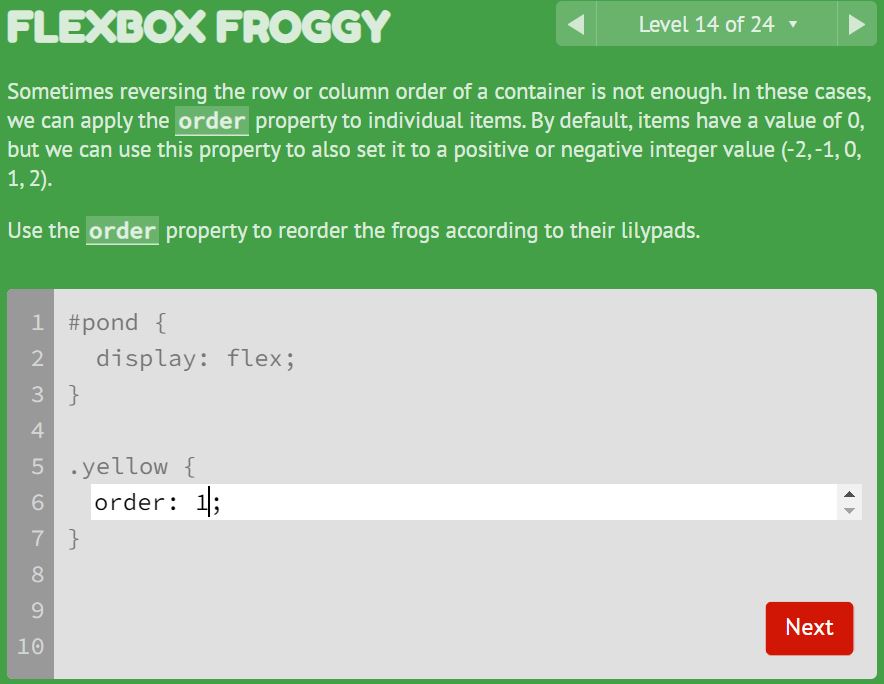 FLEXBOX FROGGY
Level 14 of 24
Sometimes reversing the row or column order of a container is not enough. In these cases,
we can apply the order property to individual items. By default, items have a value of 0,
but we can use this property to also set it to a positive or negative integer value (-2, -1, 0,
1, 2).
Use the order property to reorder the frogs according to their lilypads.
1 #pond {
2 display: flex;
3 }
4
5 .yellow {
6 order: 1;
7 }
8
9
10
Next